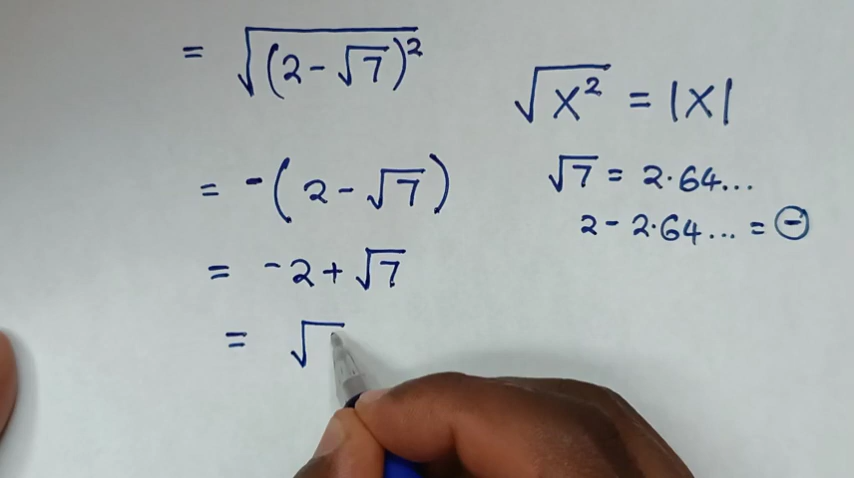 = √(2-√7)²
√x² = |x|
= -(2-√7)
√7 = 2.64...
2 - 2.64... = ⊖
= -2+√7
= √